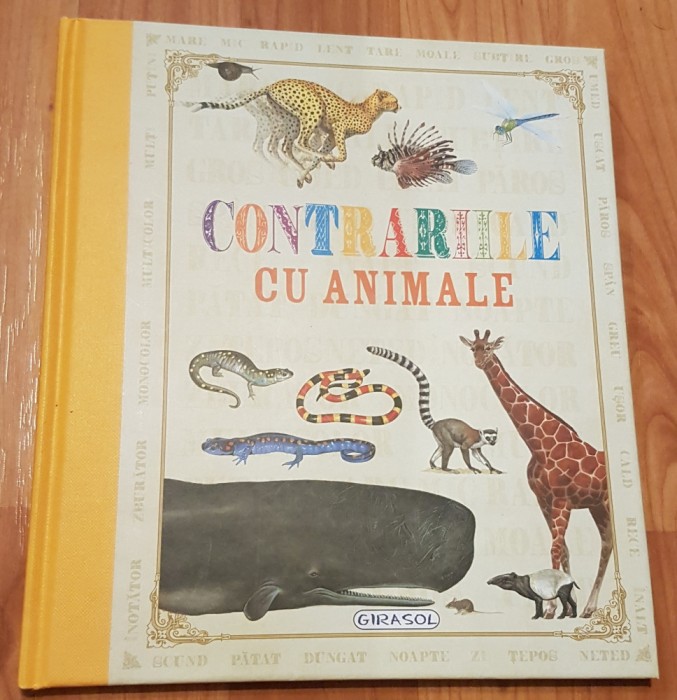 MARE MIC RAPID LENT TARE MOALE SUBȚIRE GROS
CONTRARIILE
CU ANIMALE
GIRASOL
UMED USCAT PĂROS SPÂN GREU UȘOR CALD RECE ÎNALT
SCUND PĂTAT DUNGAT NOAPTE ZI ȚEPOS NETED
ÎNOTĂTOR ZBURĂTOR MONOCOLOR MULTICOLOR MULT PUȚIN